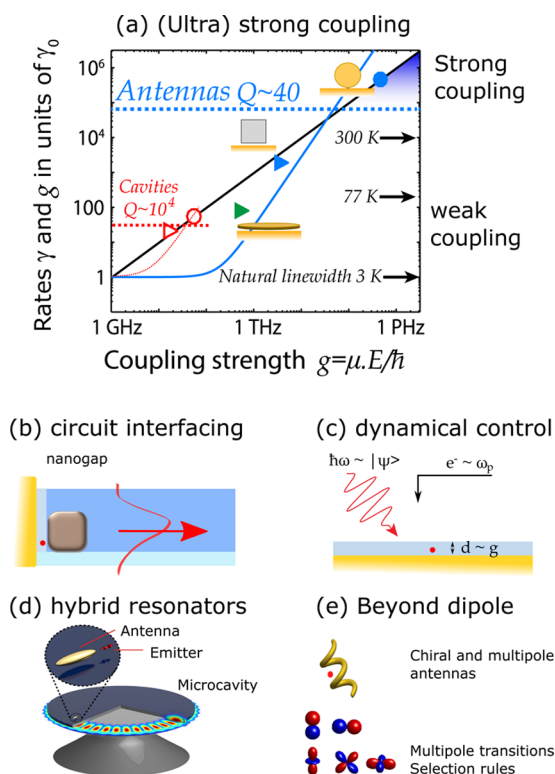 (a) (Ultra) strong coupling
Rates γ and g in units of γ₀
10⁶
10⁴
100
1
Antennas Q~40
Cavities
Q~10⁴
300 K
77 K
Natural linewidth 3 K
Strong
coupling
weak
coupling
1 GHz
1 THz
1 PHz
Coupling strength g=μ.E/ħ
(b) circuit interfacing
nanogap
(c) dynamical control
ħω ~ |ψ>
e⁻ ~ ωₚ
d ~ g
(d) hybrid resonators
Antenna
Emitter
Microcavity
(e) Beyond dipole
Chiral and multipole
antennas
Multipole transitions
Selection rules